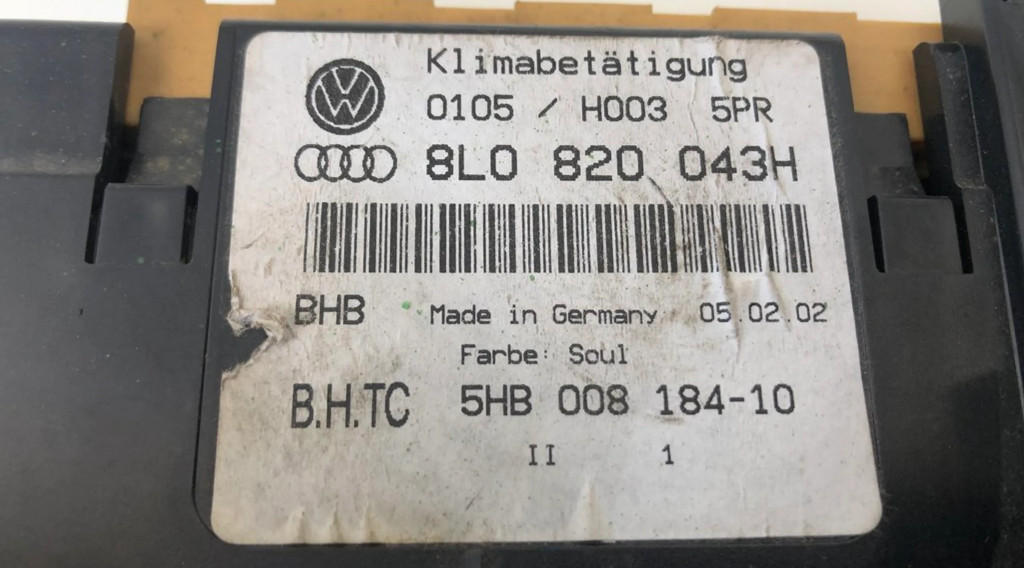 Klimabetätigung
0105 / H003 5PR
8L0 820 043H
BHB Made in Germany 05.02.02
Farbe: Soul
B.H.TC 5HB 008 184-10
II 1